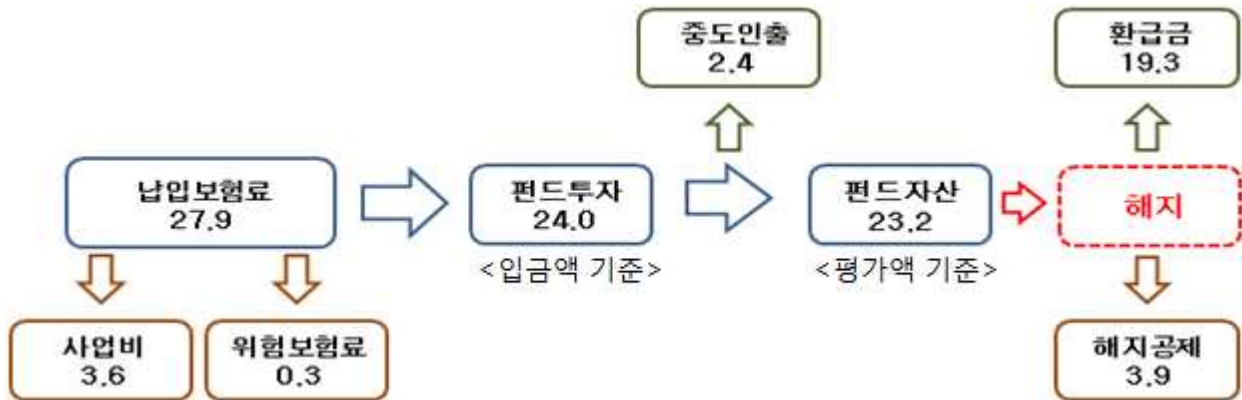 중도인출
2.4
환급금
19.3
납입보험료
27.9
펀드투자
24.0
펀드자산
23.2
해지
<입금액 기준>
<평가액 기준>
사업비
3.6
위험보험료
0.3
해지공제
3.9